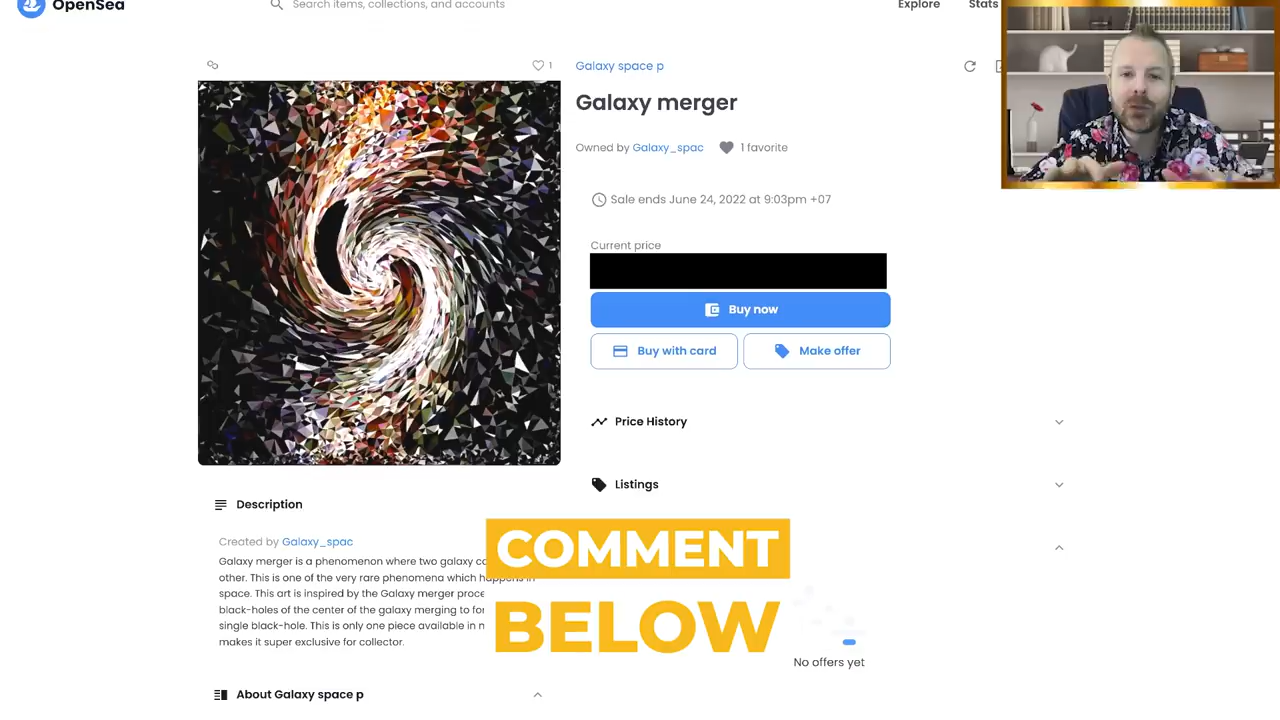 OpenSea
Search items, collections, and accounts
Explore
Stats
1
Galaxy space p
Galaxy merger
Owned by Galaxy_spac
1 favorite
Sale ends June 24, 2022 at 9:03pm +07
Current price
Buy now
Buy with card
Make offer
Price History
Listings
No offers yet
Description
Created by Galaxy_spac
Galaxy merger is a phenomenon where two galaxy
other. This is one of the very rare phenomena which happens in
space. This art is inspired by the Galaxy merger
black-holes of the center of the galaxy merging to
single black-hole. This is only one piece available in
makes it super exclusive for collector.
About Galaxy space p
COMMENT
BELOW